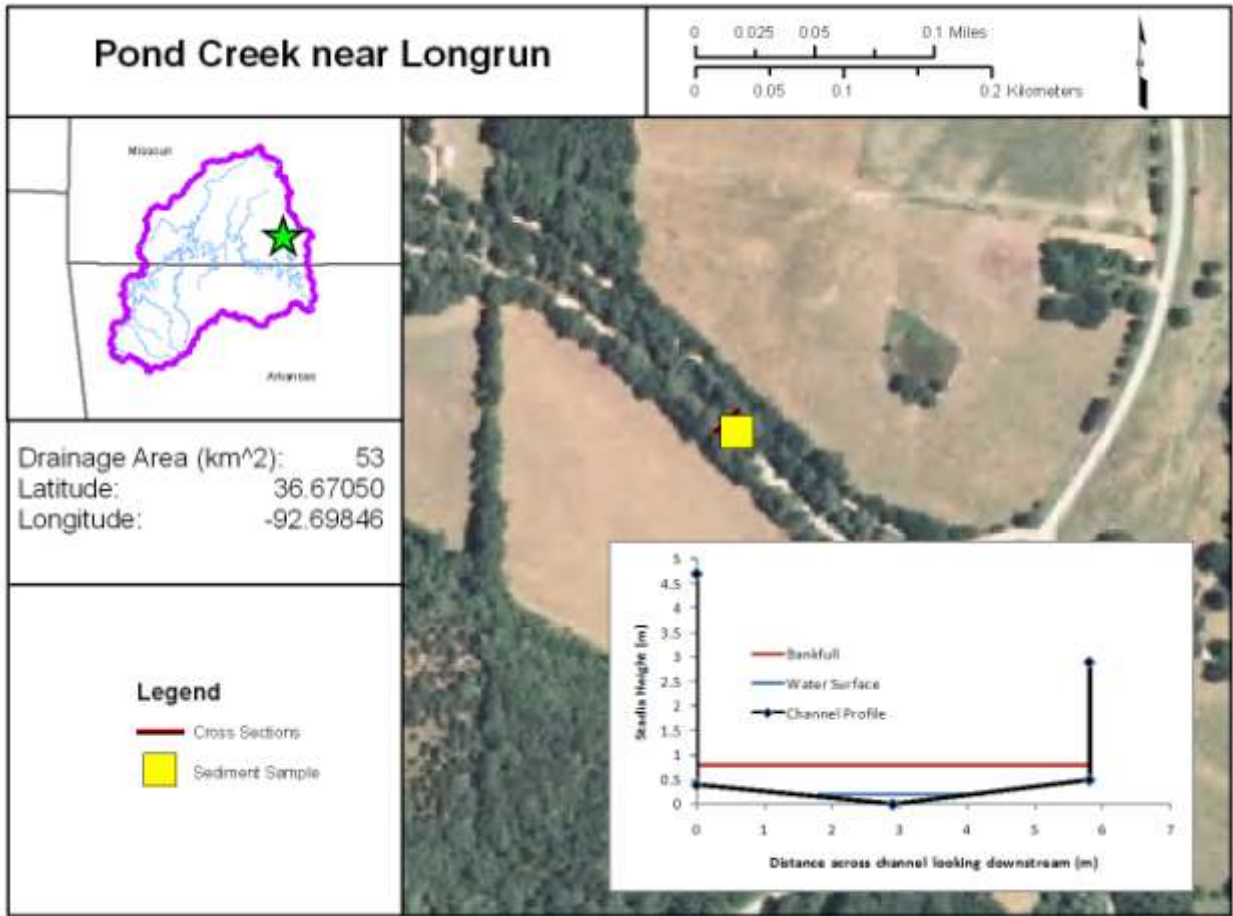 Pond Creek near Longrun
0 0.025 0.05 0.1 Miles
0 0.05 0.1 0.2 Kilometers
N
Missouri
Arkansas
Drainage Area (km^2): 53
Latitude: 36.67050
Longitude: -92.69846
Legend
Cross Sections
Sediment Sample
5
4.5
4
3.5
3
2.5
2
1.5
1
0.5
0
Stadia Height (m)
Bankfull
Water Surface
Channel Profile
0 1 2 3 4 5 6 7
Distance across channel looking downstream (m)